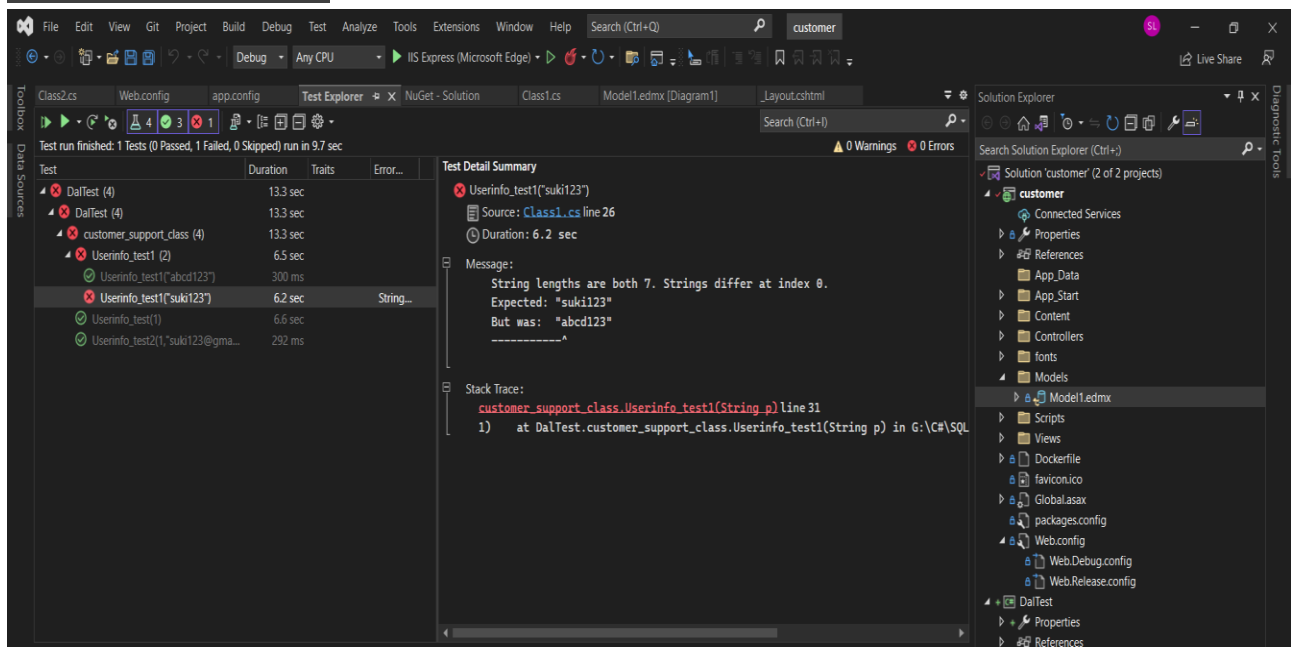 File Edit View Git Project Build Debug Test Analyze Tools Extensions Window Help Search (Ctrl+Q) customer SL
Debug Any CPU IIS Express (Microsoft Edge) Live Share
Class2.cs Web.config app.config Test Explorer NuGet - Solution Class1.cs Model1.edmx [Diagram1] _Layout.cshtml
Toolbox
Data Sources
4 3 1 Search (Ctrl+I)
Test run finished: 1 Tests (0 Passed, 1 Failed, 0 Skipped) run in 9.7 sec 0 Warnings 0 Errors
Test Duration Traits Error...
DalTest (4) 13.3 sec
DalTest (4) 13.3 sec
customer_support_class (4) 13.3 sec
Userinfo_test1 (2) 6.5 sec
Userinfo_test1("abcd123") 300 ms
Userinfo_test1("suki123") 6.2 sec String...
Userinfo_test(1) 6.6 sec
Userinfo_test2(1,"suki123@gma... 292 ms
Test Detail Summary
Userinfo_test1("suki123")
Source: Class1.cs line 26
Duration: 6.2 sec
Message:
String lengths are both 7. Strings differ at index 0.
Expected: "suki123"
But was: "abcd123"
-----------^
Stack Trace:
customer_support_class.Userinfo_test1(String p) line 31
1) at DalTest.customer_support_class.Userinfo_test1(String p) in G:\C#\SQL
Solution Explorer
Search Solution Explorer (Ctrl+;)
Solution 'customer' (2 of 2 projects)
customer
Connected Services
Properties
References
App_Data
App_Start
Content
Controllers
fonts
Models
Model1.edmx
Scripts
Views
Dockerfile
favicon.ico
Global.asax
packages.config
Web.config
Web.Debug.config
Web.Release.config
DalTest
Properties
References
Diagnostic Tools